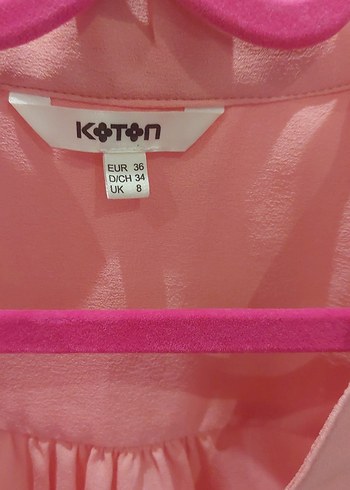 KOTON
EUR 36
D/CH 34
UK 8